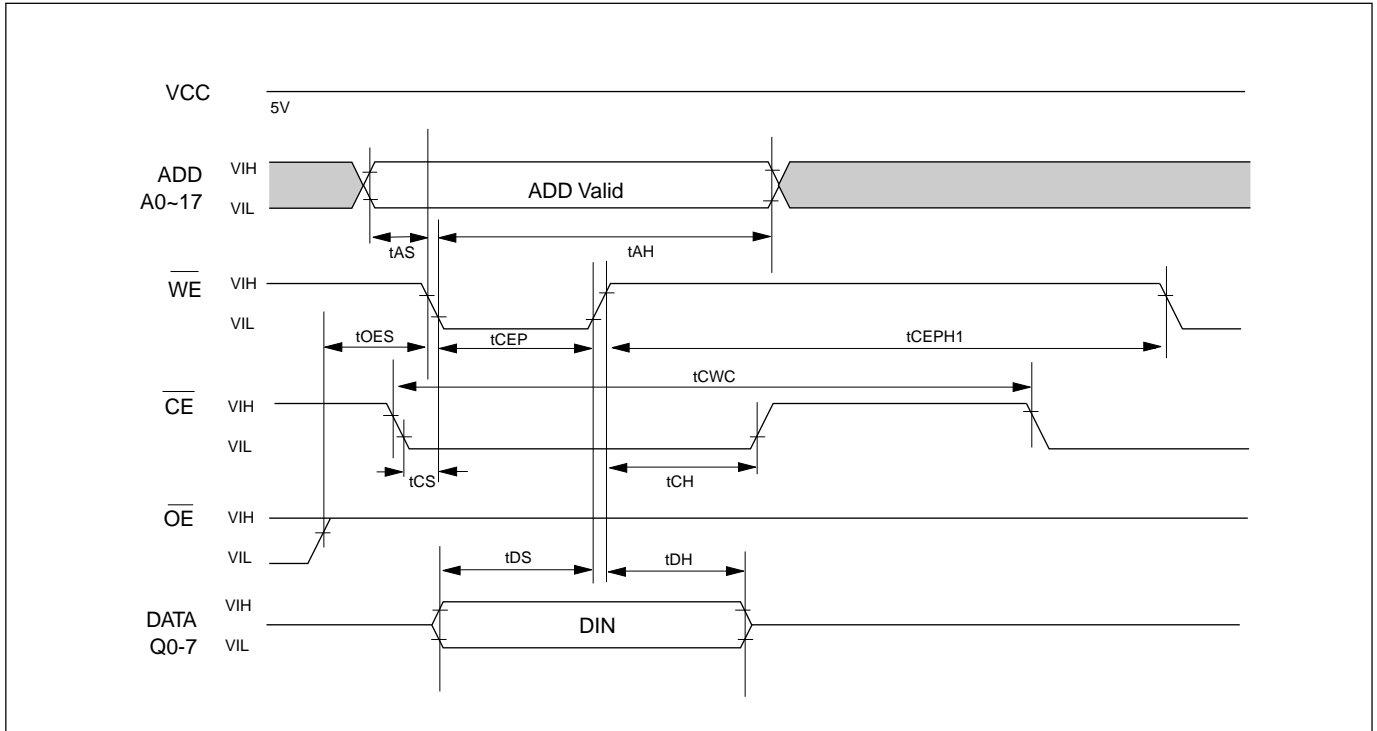 VCC
5V
ADD
A0~17
VIH
VIL
ADD Valid
tAS
tAH
WE
VIH
VIL
tOES
tCEP
tCEPH1
tCWC
CE
VIH
VIL
tCS
tCH
OE
VIH
VIL
tDS
tDH
DATA
Q0-7
VIH
VIL
DIN